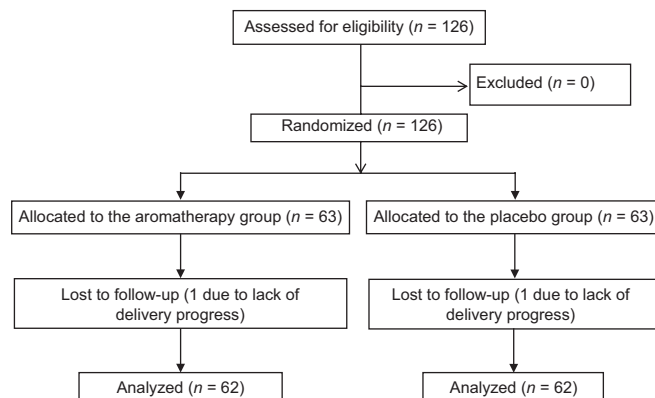 Assessed for eligibility (n = 126)
Excluded (n = 0)
Randomized (n = 126)
Allocated to the aromatherapy group (n = 63)
Allocated to the placebo group (n = 63)
Lost to follow-up (1 due to lack of
delivery progress)
Lost to follow-up (1 due to lack of
delivery progress)
Analyzed (n = 62)
Analyzed (n = 62)